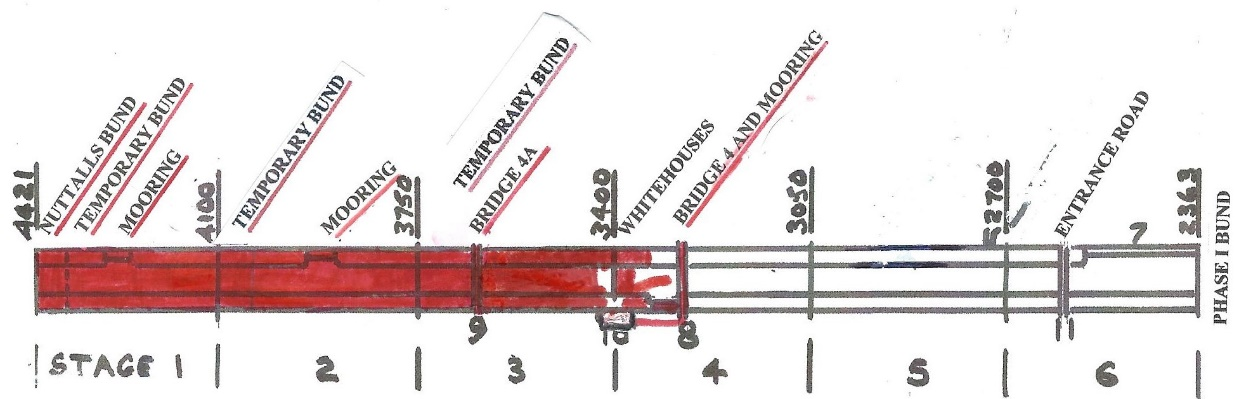 4421
NUTTALLS BUND
TEMPORARY BUND
MOORING
4100
TEMPORARY BUND
MOORING
3750
TEMPORARY BUND
BRIDGE 4A
3400
WHITEHOUSES
BRIDGE 4 AND MOORING
3050
2700
ENTRANCE ROAD
7
2363
PHASE I BUND
9
10
8
11
STAGE 1
2
3
4
5
6